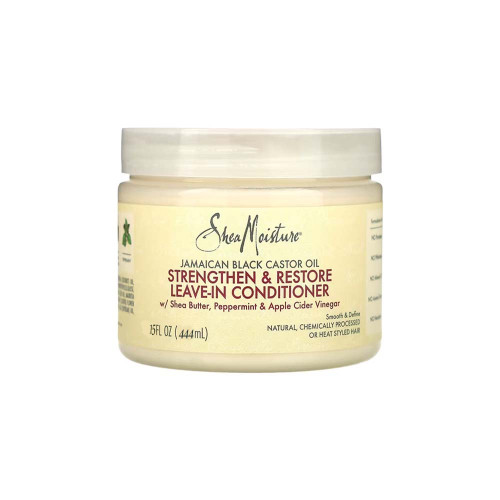 SheaMoisture®
JAMAICAN BLACK CASTOR OIL
STRENGTHEN & RESTORE
LEAVE-IN CONDITIONER
w/ Shea Butter, Peppermint & Apple Cider Vinegar
Smooth & Define
15FL OZ (444mL)
NATURAL, CHEMICALLY PROCESSED
OR HEAT STYLED HAIR